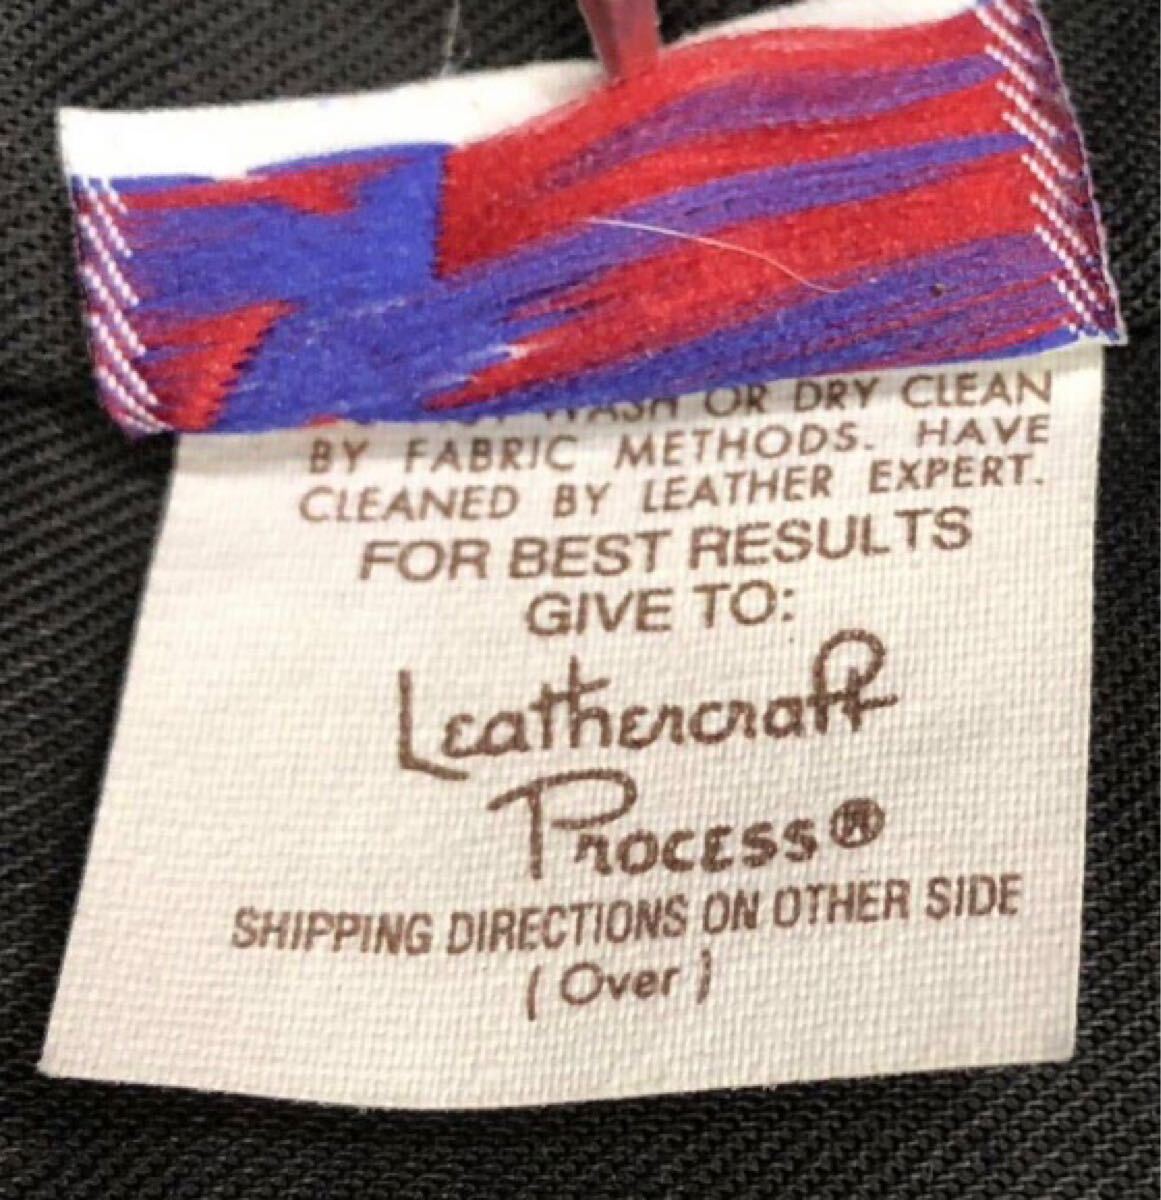 WASH OR DRY CLEAN
BY FABRIC METHODS. HAVE
CLEANED BY LEATHER EXPERT.
FOR BEST RESULTS
GIVE TO:
Leathercraft
Process®
SHIPPING DIRECTIONS ON OTHER SIDE
(Over)